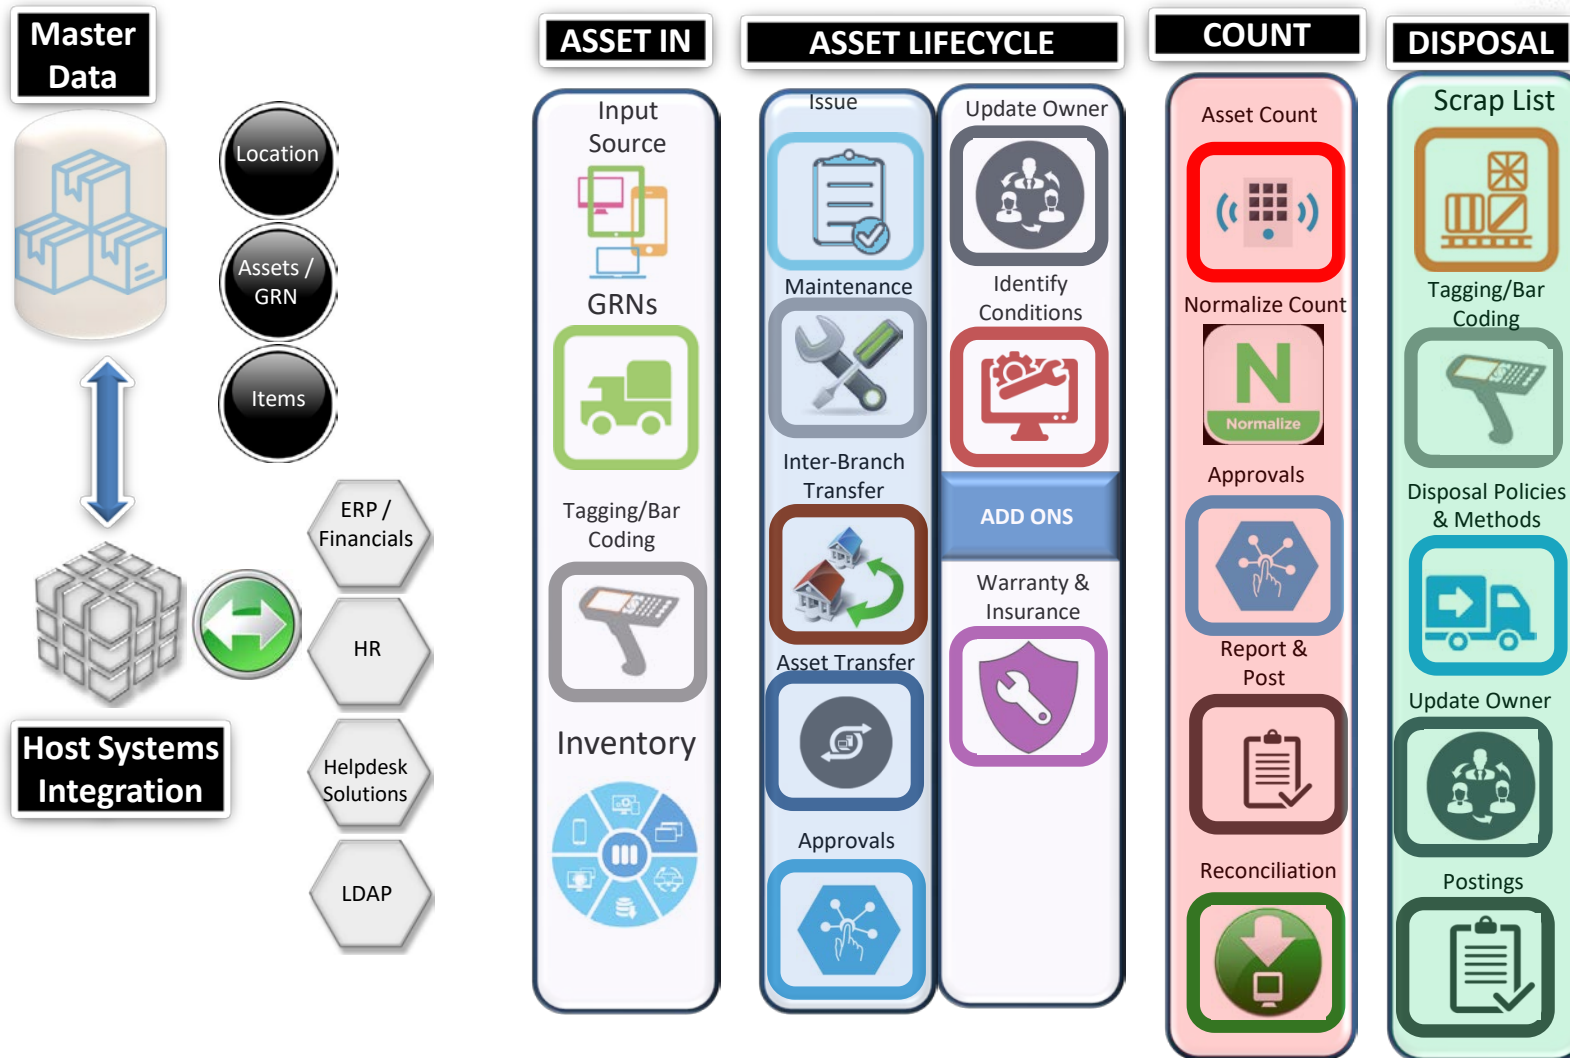 Master
Data
Location
Assets /
GRN
Items
ERP /
Financials
HR
Helpdesk
Solutions
LDAP
Host Systems
Integration
ASSET IN
Input
Source
GRNs
Tagging/Bar
Coding
Inventory
ASSET LIFECYCLE
Issue
Maintenance
Inter-Branch
Transfer
Asset Transfer
Approvals
Update Owner
Identify
Conditions
ADD ONS
Warranty &
Insurance
COUNT
Asset Count
Normalize Count
N
Normalize
Approvals
Report &
Post
Reconciliation
DISPOSAL
Scrap List
Tagging/Bar
Coding
Disposal Policies
& Methods
Update Owner
Postings